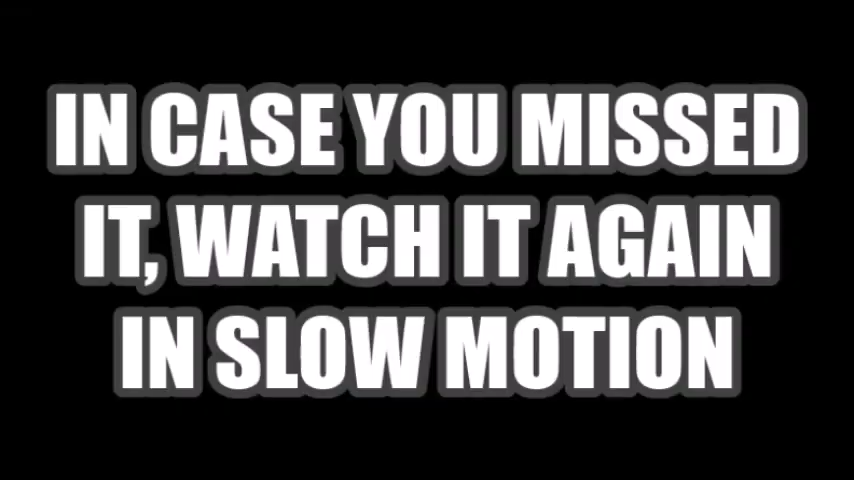 IN CASE YOU MISSED
IT, WATCH IT AGAIN
IN SLOW MOTION